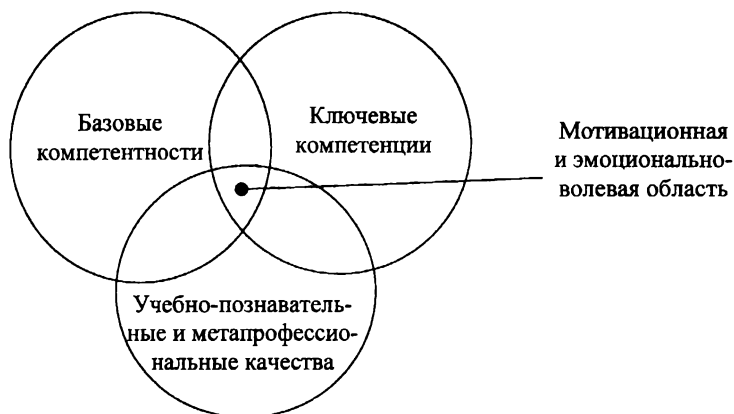 Базовые
компетентности
Ключевые
компетенции
Мотивационная
и эмоционально-
волевая область
Учебно-познаватель-
ные и метапрофессио-
нальные качества